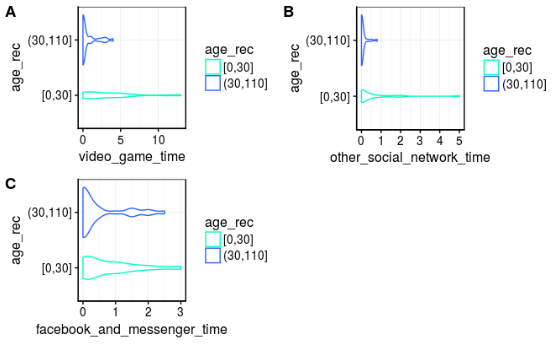 A
age_rec
(30,110]
[0,30]
0 5 10
video_game_time
age_rec
[0,30]
(30,110]
B
age_rec
(30,110]
[0,30]
0 1 2 3 4 5
other_social_network_time
age_rec
[0,30]
(30,110]
C
age_rec
(30,110]
[0,30]
0 1 2 3
facebook_and_messenger_time
age_rec
[0,30]
(30,110]